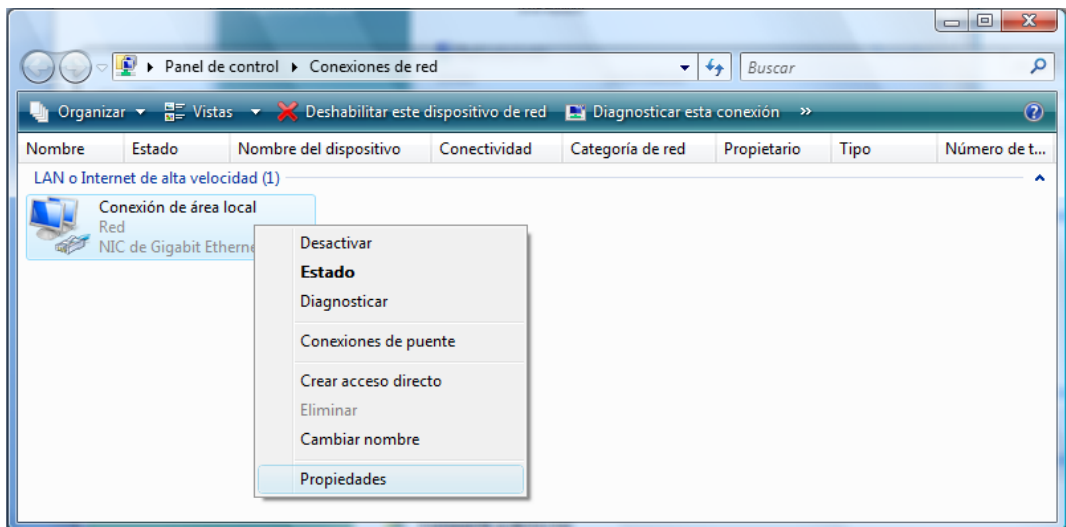 Panel de control Conexiones de red Buscar
Organizar Vistas Deshabilitar este dispositivo de red Diagnosticar esta conexión »
Nombre Estado Nombre del dispositivo Conectividad Categoría de red Propietario Tipo Número de t...
LAN o Internet de alta velocidad (1)
Conexión de área local
Red
NIC de Gigabit Etherne
Desactivar
Estado
Diagnosticar
Conexiones de puente
Crear acceso directo
Eliminar
Cambiar nombre
Propiedades